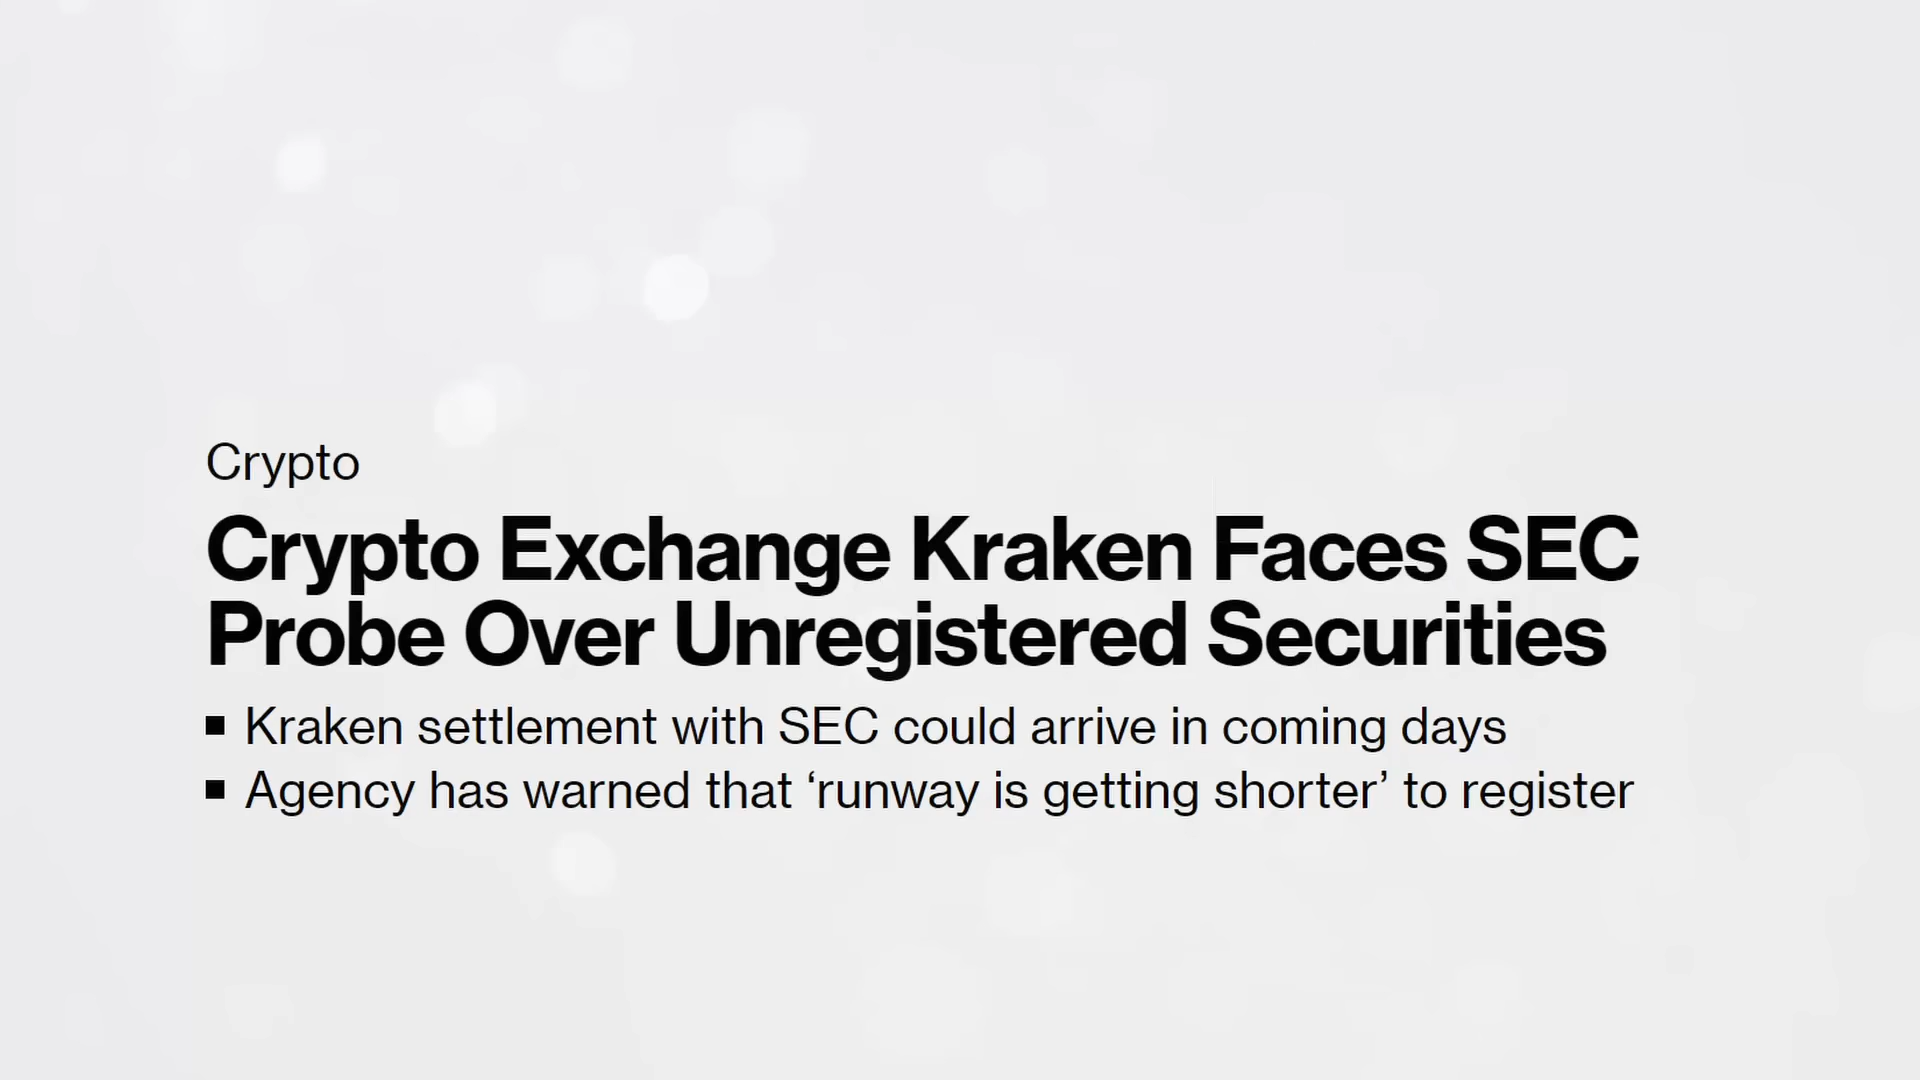 Crypto
Crypto Exchange Kraken Faces SEC
Probe Over Unregistered Securities
■ Kraken settlement with SEC could arrive in coming days
■ Agency has warned that ‘runway is getting shorter’ to register